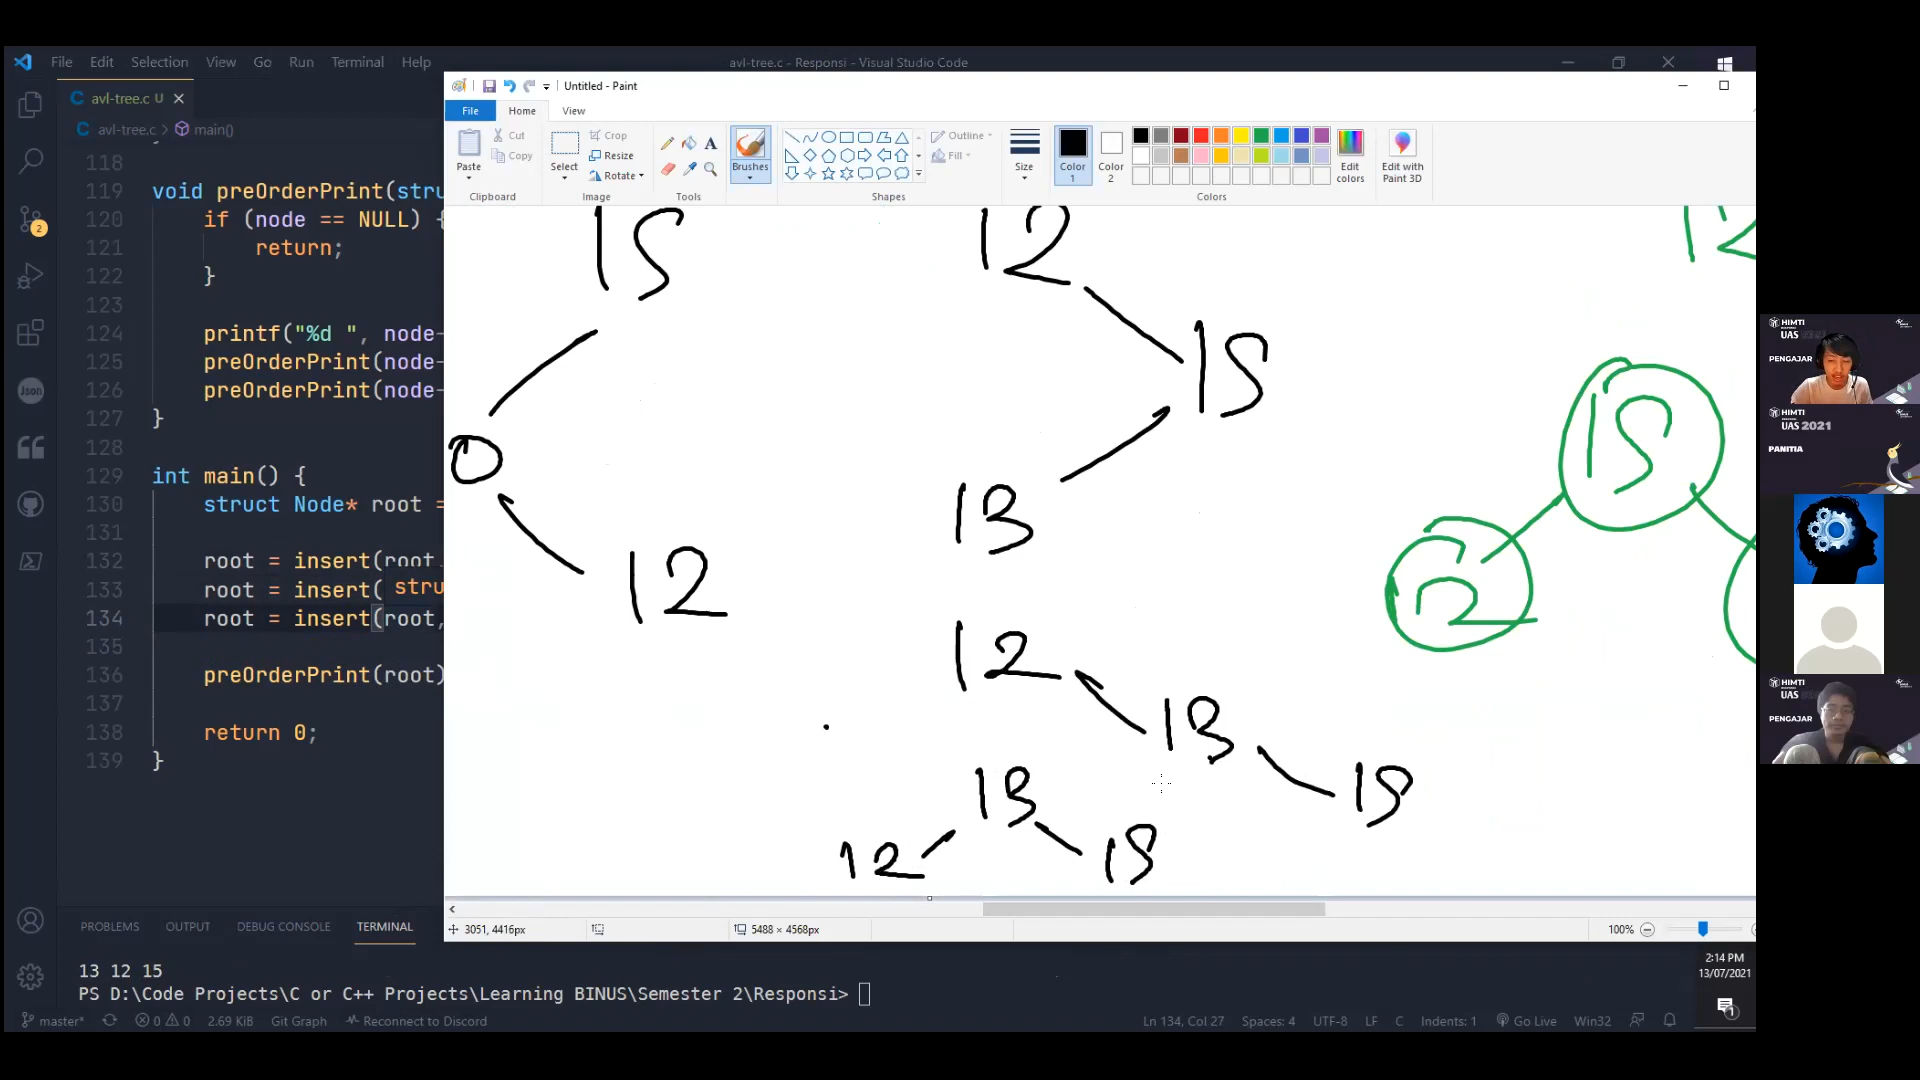 File Edit Selection View Go Run Terminal Help
avl-tree.c - Responsi - Visual Studio Code
avl-tree.c U
avl-tree.c > main()
118
119 void preOrderPrint(stru
120 if (node == NULL) {
121 return;
122 }
123
124 printf("%d ", node-
125 preOrderPrint(node-
126 preOrderPrint(node-
127 }
128
129 int main() {
130 struct Node* root =
131
132 root = insert(root
133 root = insert( stru
134 root = insert(root,
135
136 preOrderPrint(root)
137
138 return 0;
139 }
2
Json
Untitled - Paint
File Home View
Paste
Cut
Copy
Clipboard
Select
Crop
Resize
Rotate
Image
A
Tools
Brushes
Outline
Fill
Shapes
Size
Color 1
Color 2
Edit colors
Edit with Paint 3D
Colors
15
12
12
15
15
0
13
12
12
12
13
15
13
12 15
3051, 4416px
5488 × 4568px
100%
PROBLEMS OUTPUT DEBUG CONSOLE TERMINAL
13 12 15
PS D:\Code Projects\C or C++ Projects\Learning BINUS\Semester 2\Responsi>
master* 0 0 2.69 KiB Git Graph Reconnect to Discord
Ln 134, Col 27 Spaces: 4 UTF-8 LF C Indents: 1 Go Live Win32
2:14 PM
13/07/2021
1
HIMTI
UAS
PENGAJAR
HIMTI
UAS 2021
PANITIA
HIMTI
UAS
PENGAJAR